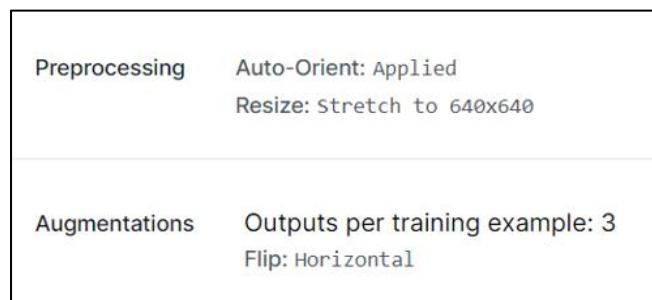 Preprocessing Auto-Orient: Applied
Resize: Stretch to 640x640
Augmentations Outputs per training example: 3
Flip: Horizontal